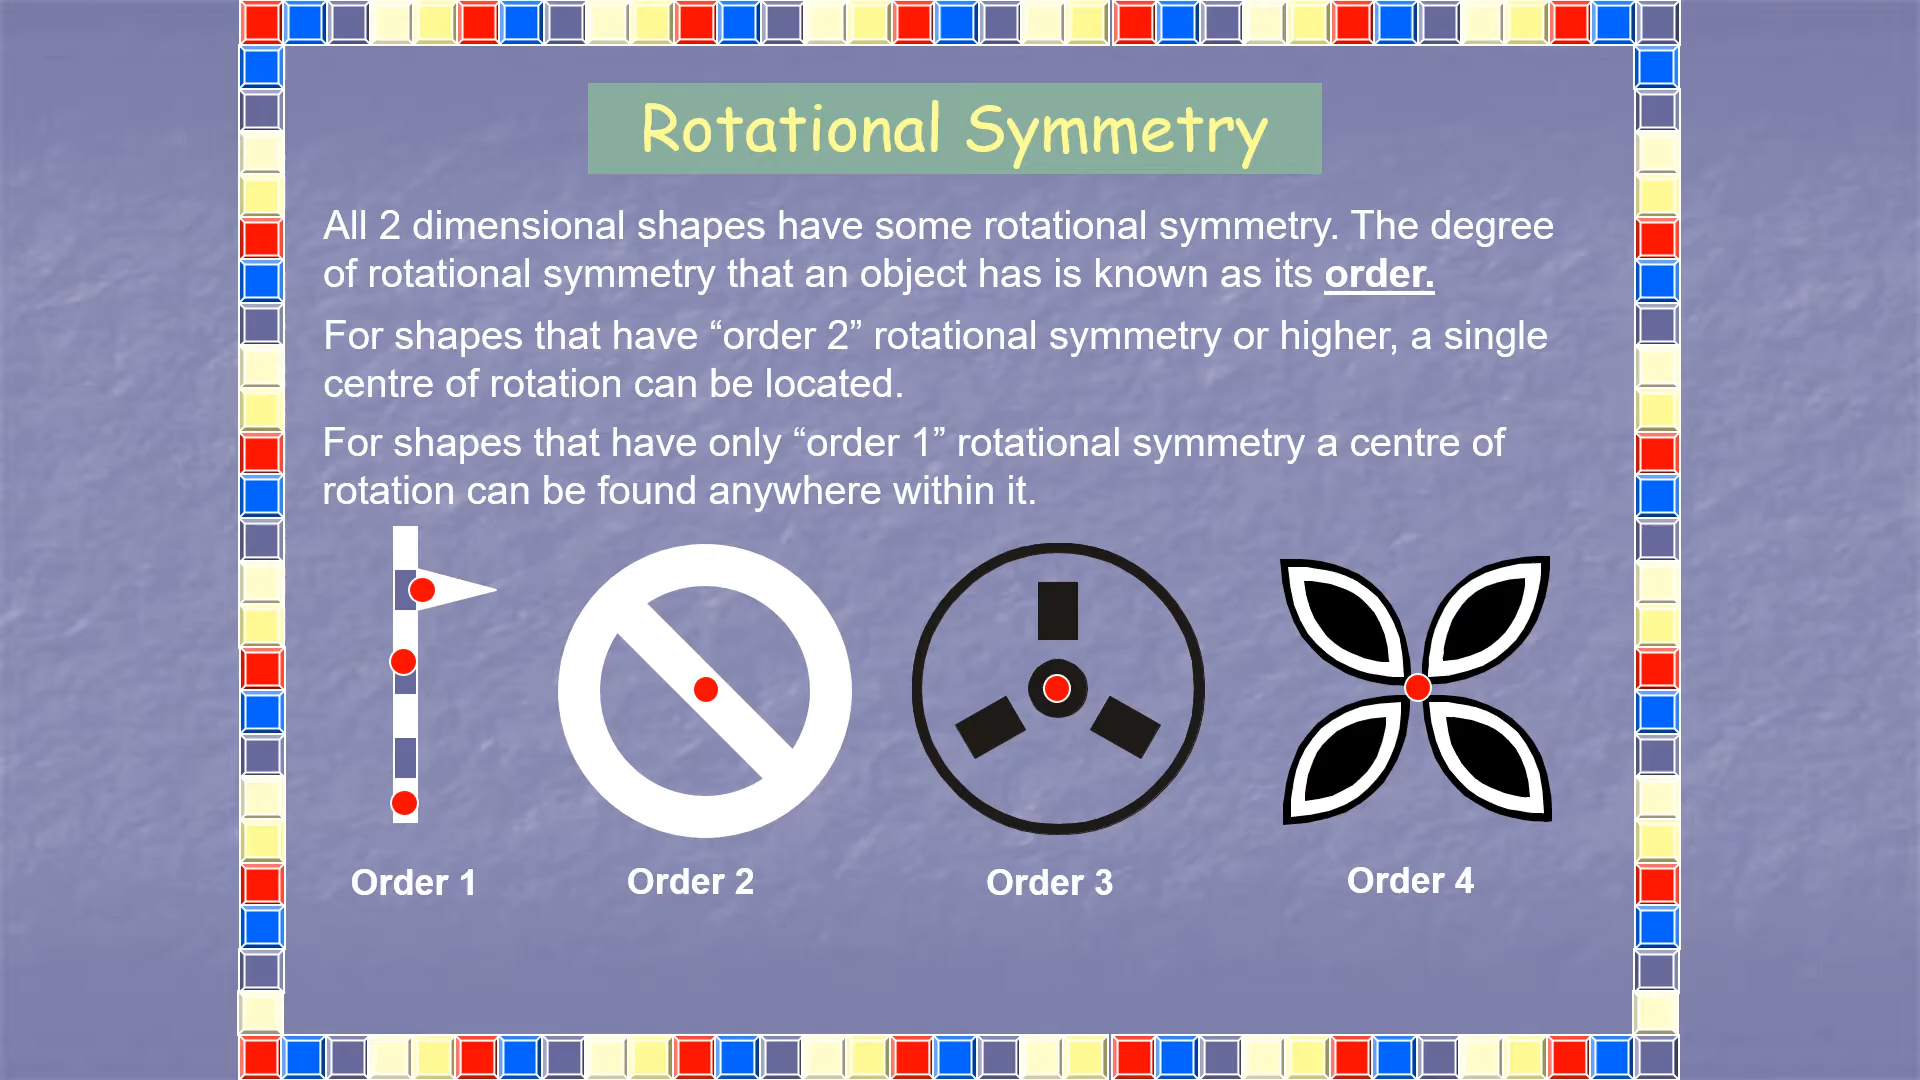 Rotational Symmetry
All 2 dimensional shapes have some rotational symmetry. The degree
of rotational symmetry that an object has is known as its order.
For shapes that have “order 2” rotational symmetry or higher, a single
centre of rotation can be located.
For shapes that have only “order 1” rotational symmetry a centre of
rotation can be found anywhere within it.
Order 1
Order 2
Order 3
Order 4